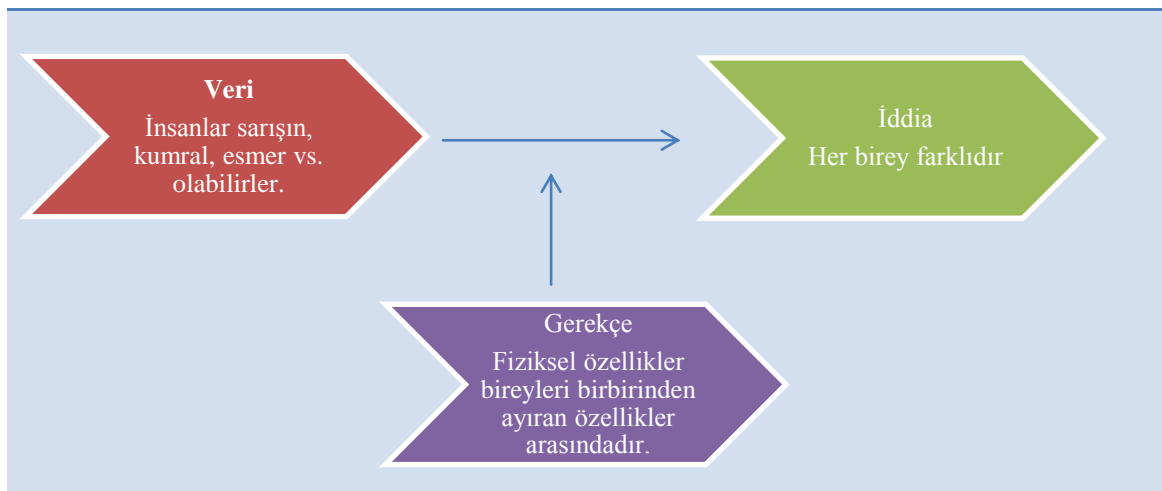 Veri
İnsanlar sarışın,
kumral, esmer vs.
olabilirler.
İddia
Her birey farklıdır
Gerekçe
Fiziksel özellikler
bireyleri birbirinden
ayıran özellikler
arasındadır.